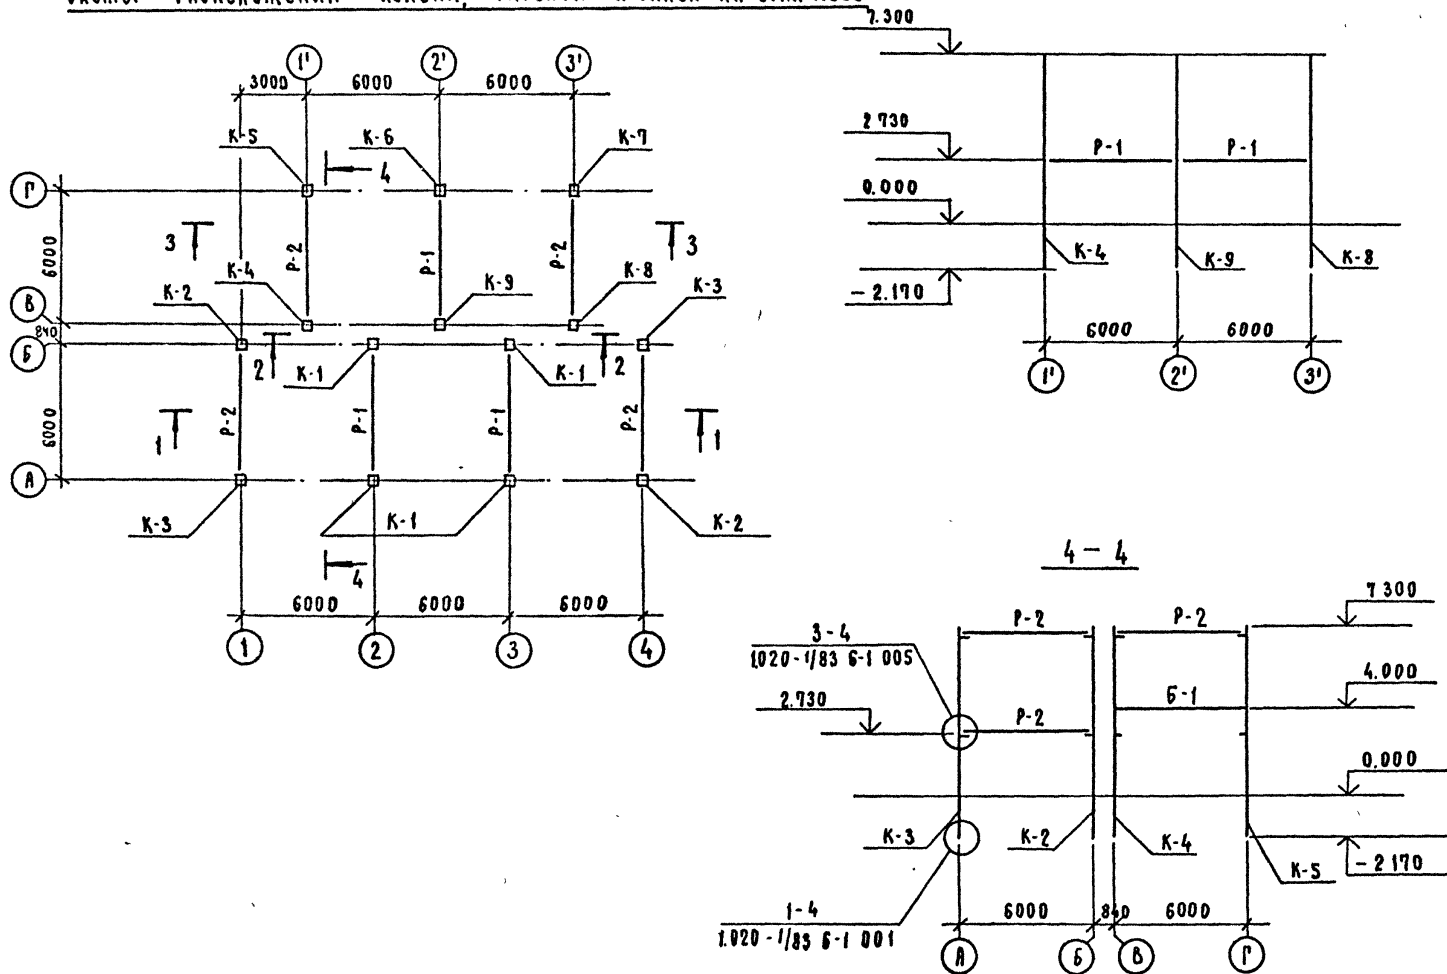 7.300
1' 2' 3'
3000 6000 6000
К-5 К-6 К-7
4
Г
3 3
6000
Р-2 Р-1 Р-2
К-4 К-9 К-8
К-2 К-3
В
840
Б
2 2
К-1 К-1
6000
Р-2 Р-1 Р-1 Р-2
1 1
А
К-3 К-1 К-2
4
6000 6000 6000
1 2 3 4
2 730
Р-1 Р-1
0.000
К-4 К-9 К-8
- 2.170
6000 6000
1' 2' 3'
4 - 4
7 300
Р-2 Р-2
3-4
1.020-1/83 6-1 005
4.000
2.730
Б-1
Р-2
0.000
К-3 К-2 К-4
К-5
- 2 170
1-4
1.020-1/83 6-1 001
6000 840 6000
А Б В Г